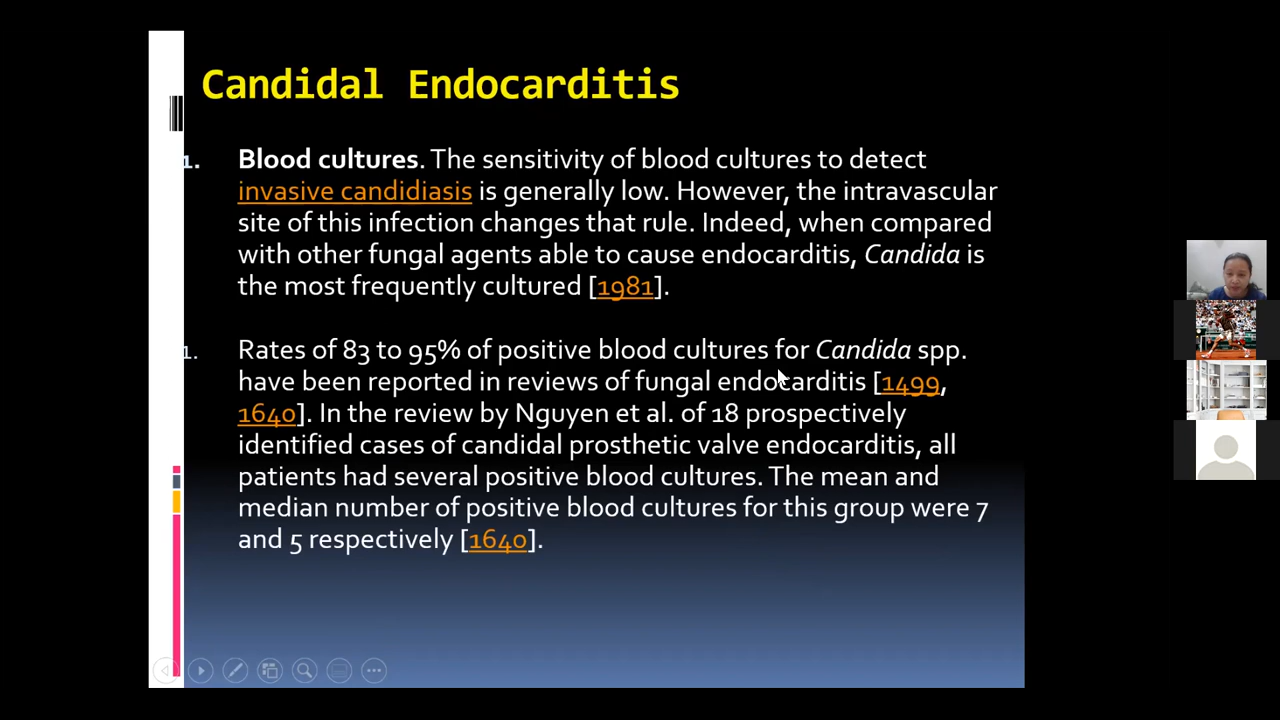 Candidal Endocarditis
1. Blood cultures. The sensitivity of blood cultures to detect
invasive candidiasis is generally low. However, the intravascular
site of this infection changes that rule. Indeed, when compared
with other fungal agents able to cause endocarditis, Candida is
the most frequently cultured [1981].
1. Rates of 83 to 95% of positive blood cultures for Candida spp.
have been reported in reviews of fungal endocarditis [1499,
1640]. In the review by Nguyen et al. of 18 prospectively
identified cases of candidal prosthetic valve endocarditis, all
patients had several positive blood cultures. The mean and
median number of positive blood cultures for this group were 7
and 5 respectively [1640].